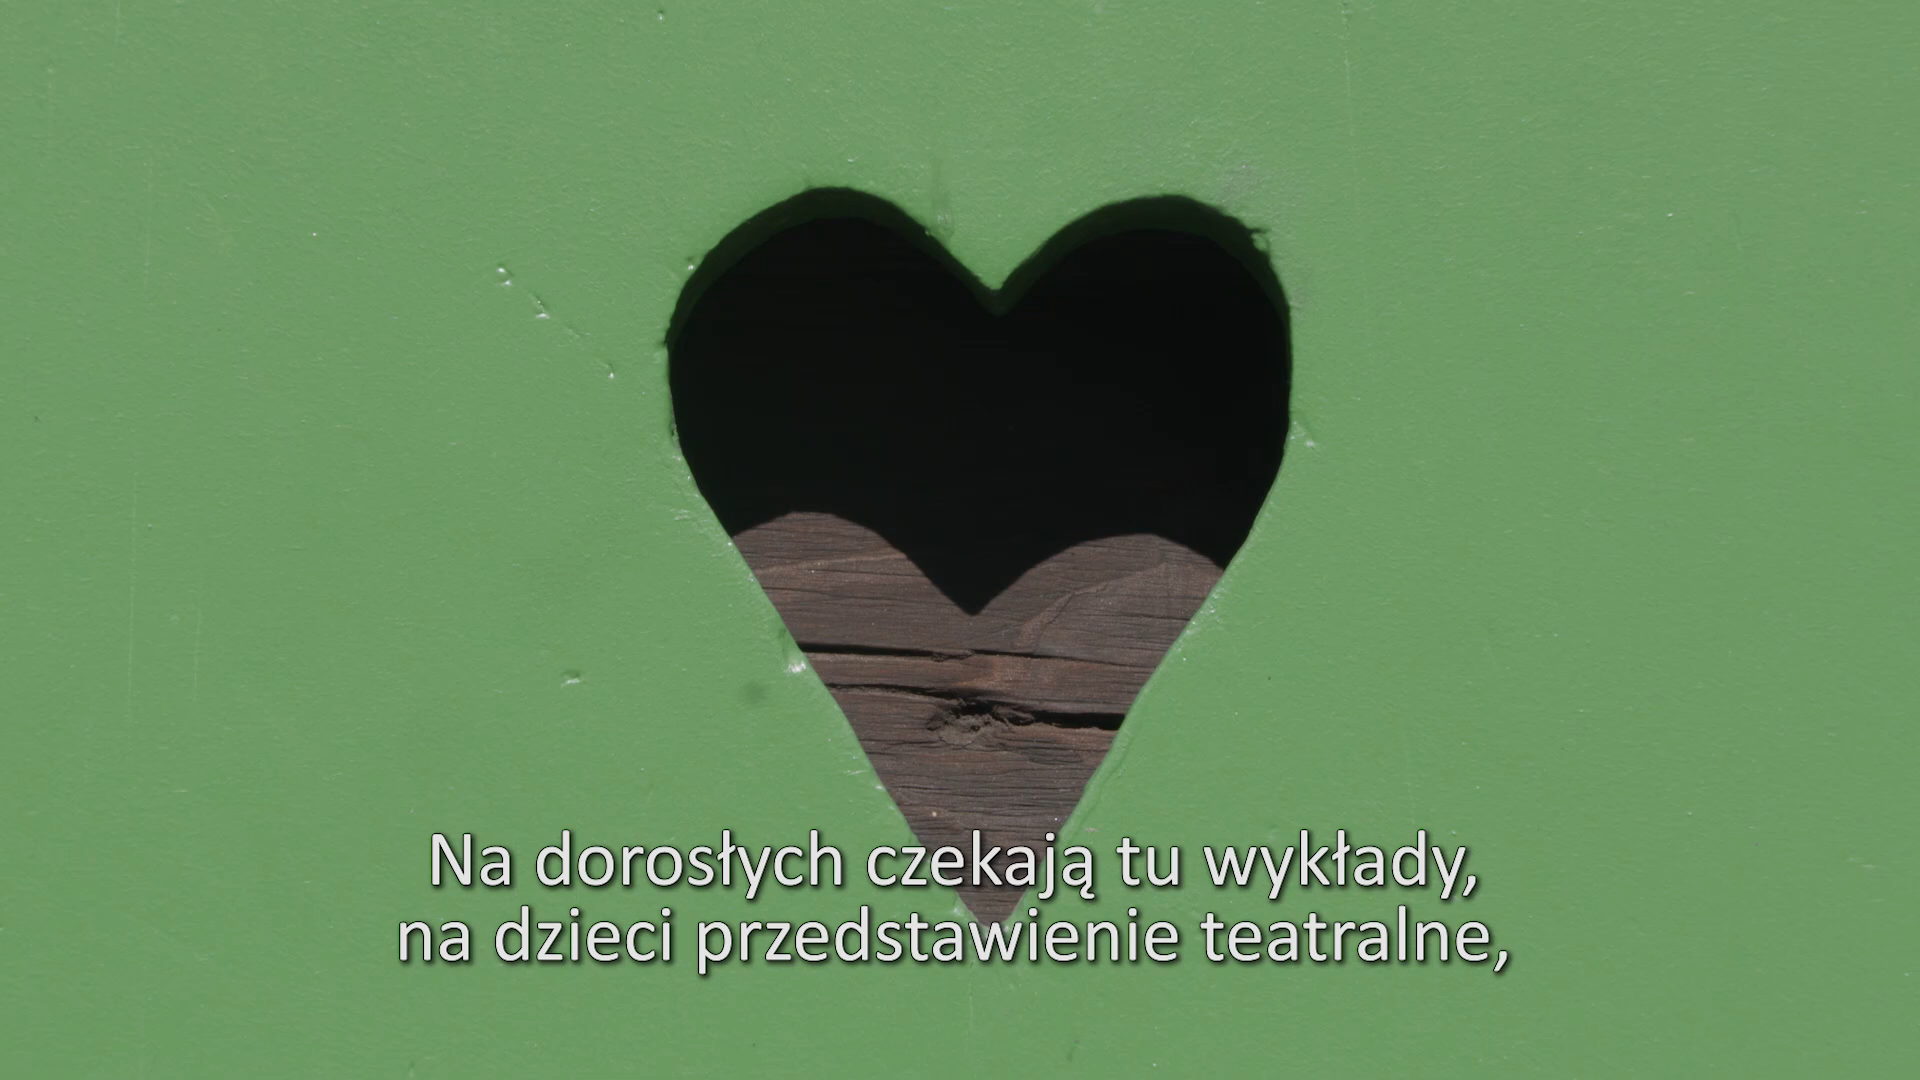 Na dorosłych czekają tu wykłady,
na dzieci przedstawienie teatralne,